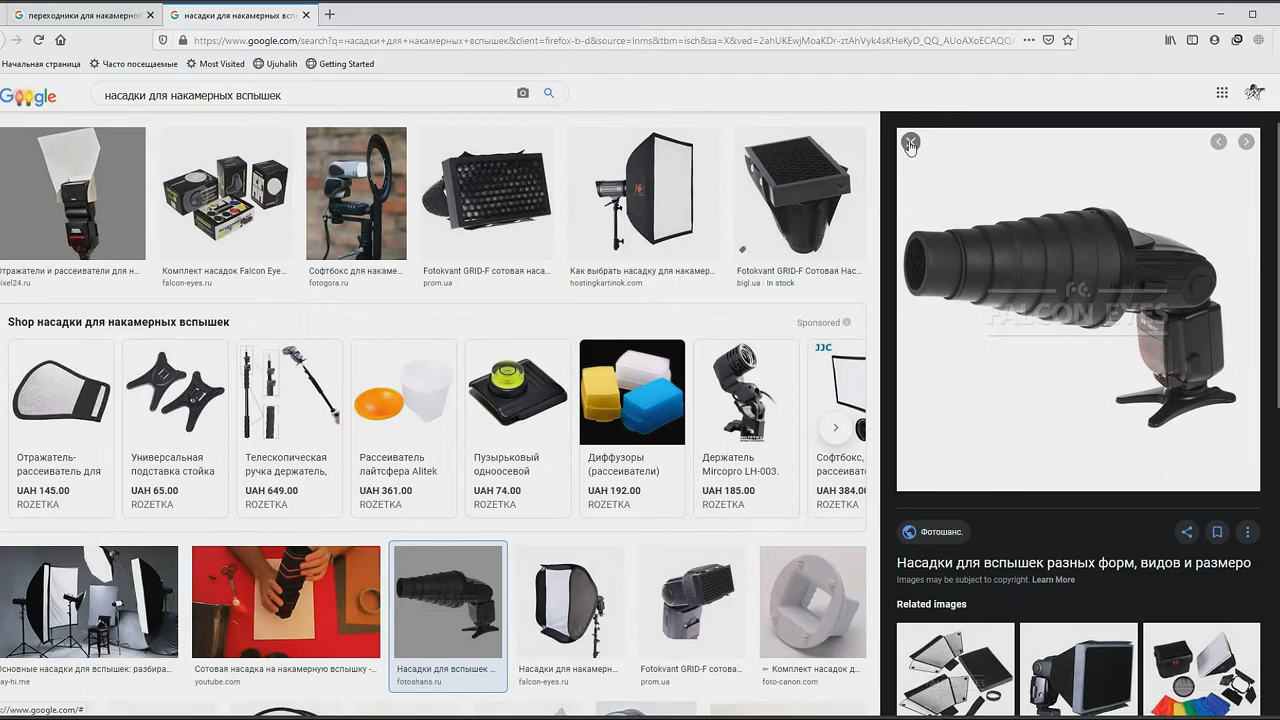 переходники для накамерной
насадки для накамерных всп
https://www.google.com/search?q=насадки+для+накамерных+вспышек&client=firefox-b-d&source=lnms&tbm=isch&sa=X&ved=2ahUKEwjMoaKDr-ztAhVyk4sKHeKyD_QQ_AUoAXoECAQQA
Начальная страница
Часто посещаемые
Most Visited
Ujuhalih
Getting Started
Google
насадки для накамерных вспышек
Отражатели и рассеиватели для н...
ixel24.ru
Комплект насадок Falcon Eye...
falcon-eyes.ru
Софтбокс для накаме...
fotogora.ru
Fotokvant GRID-F сотовая наса...
prom.ua
Как выбрать насадку для накамер...
hostingkartinok.com
Fotokvant GRID-F Сотовая Нас...
bigl.ua · In stock
Shop насадки для накамерных вспышек
Sponsored
JJC
Отражатель-
рассеиватель для
UAH 145.00
ROZETKA
Универсальная
подставка стойка
UAH 65.00
ROZETKA
Телескопическая
ручка держатель,
UAH 649.00
ROZETKA
Рассеиватель
лайтсфера Alitek
UAH 361.00
ROZETKA
Пузырьковый
одноосевой
UAH 74.00
ROZETKA
Диффузоры
(рассеиватели)
UAH 192.00
ROZETKA
Держатель
Mircopro LH-003.
UAH 185.00
ROZETKA
Софтбокс,
рассеивате
UAH 384.0
ROZETKA
Основные насадки для вспышек: разбира...
ay-hi.me
Сотовая насадка на накамерную вспышку -...
youtube.com
Насадки для вспышек ...
fotoshans.ru
Насадки для накамерн...
falcon-eyes.ru
Fotokvant GRID-F сотова...
prom.ua
Комплект насадок д...
foto-canon.com
FALCON EYES
Фотошанс.
Насадки для вспышек разных форм, видов и размеро
Images may be subject to copyright. Learn More
Related images
s://www.google.com/#